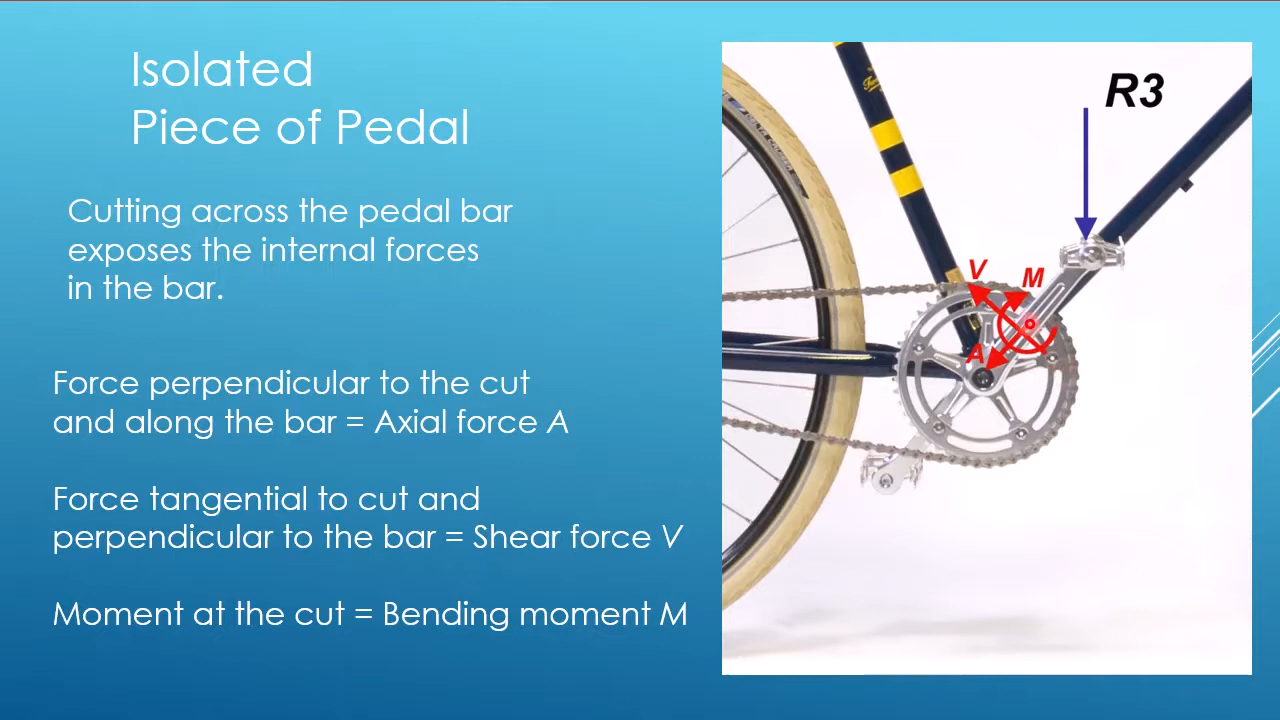 Isolated
Piece of Pedal
Cutting across the pedal bar
exposes the internal forces
in the bar.
Force perpendicular to the cut
and along the bar = Axial force A
Force tangential to cut and
perpendicular to the bar = Shear force V
Moment at the cut = Bending moment M
R3
V
M
A